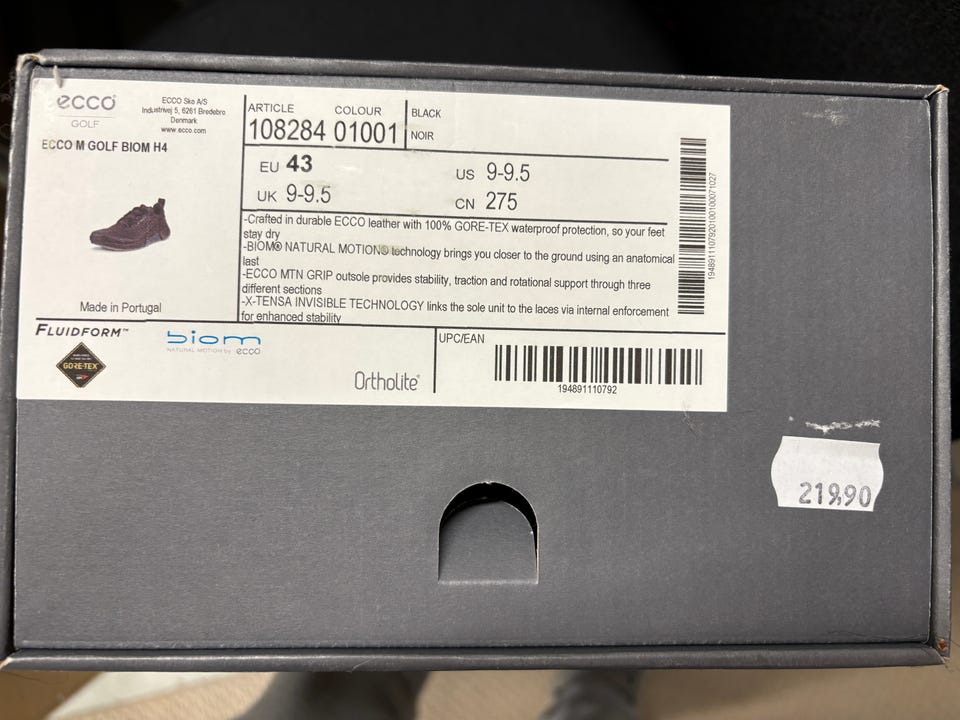 ecco®
GOLF
ECCO Sko A/S
Industrivej 5, 6261 Bredebro
Denmark
www.ecco.com
ECCO M GOLF BIOM H4
Made in Portugal
ARTICLE COLOUR
108284 01001
BLACK
NOIR
EU 43
US 9-9.5
UK 9-9.5
CN 275
-Crafted in durable ECCO leather with 100% GORE-TEX waterproof protection, so your feet
stay dry
-BIOM® NATURAL MOTION® technology brings you closer to the ground using an anatomical
last
-ECCO MTN GRIP outsole provides stability, traction and rotational support through three
different sections
-X-TENSA INVISIBLE TECHNOLOGY links the sole unit to the laces via internal enforcement
for enhanced stability
FLUIDFORM™
GORE-TEX
biom
NATURAL MOTION by ecco
Ortholite®
UPC/EAN
194891110792
1948911107920100100071027
219,90